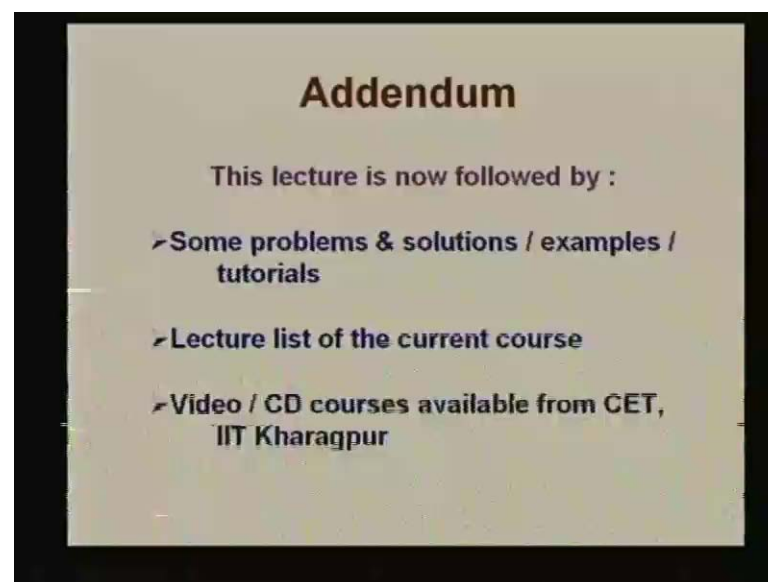 Addendum
This lecture is now followed by :
➢Some problems & solutions / examples /
tutorials
➢Lecture list of the current course
➢Video / CD courses available from CET,
IIT Kharagpur